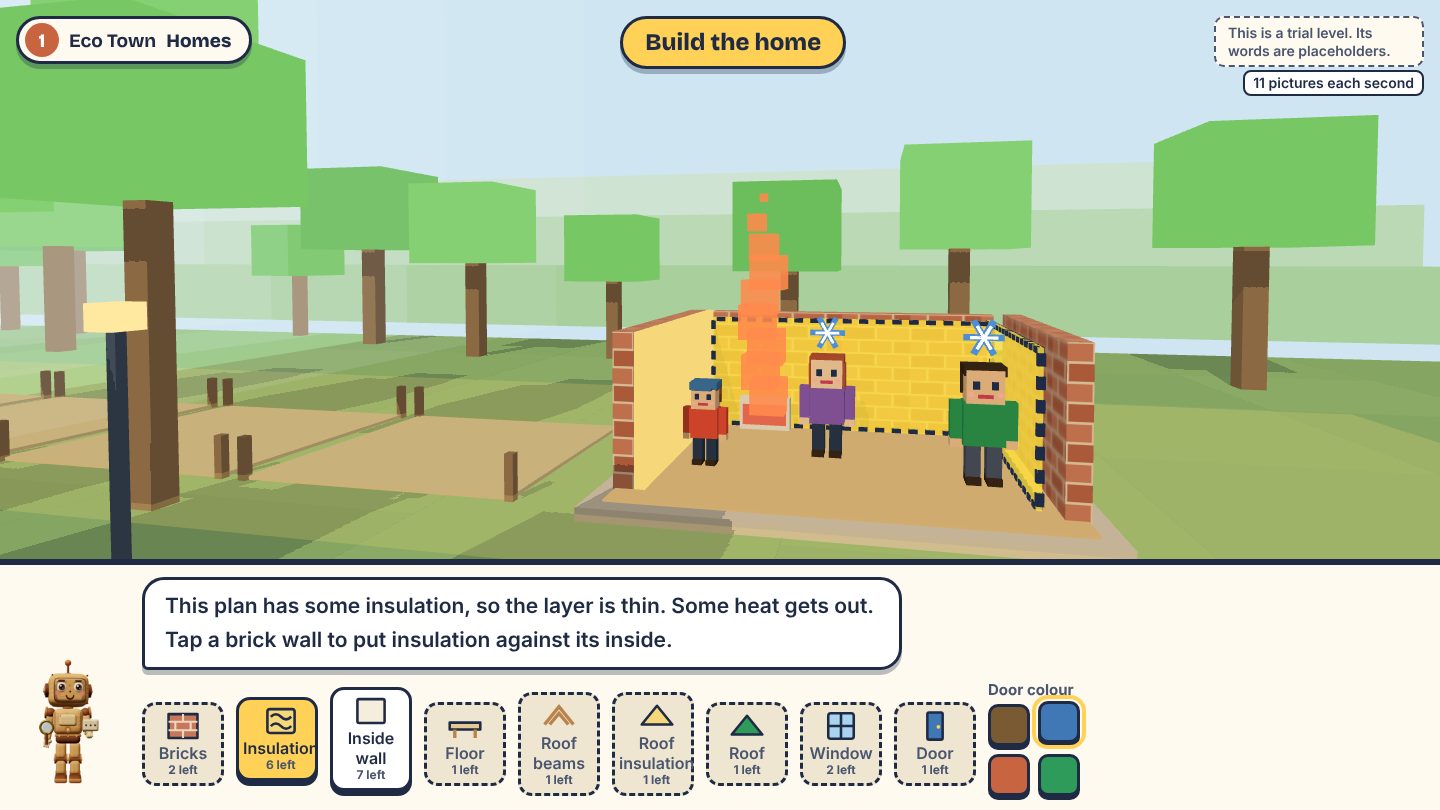 1 Eco Town Homes
Build the home
This is a trial level. Its
words are placeholders.
11 pictures each second
This plan has some insulation, so the layer is thin. Some heat gets out.
Tap a brick wall to put insulation against its inside.
Bricks
2 left
Insulation
6 left
Inside
wall
7 left
Floor
1 left
Roof
beams
1 left
Roof
insulation
1 left
Roof
1 left
Window
2 left
Door
1 left
Door colour